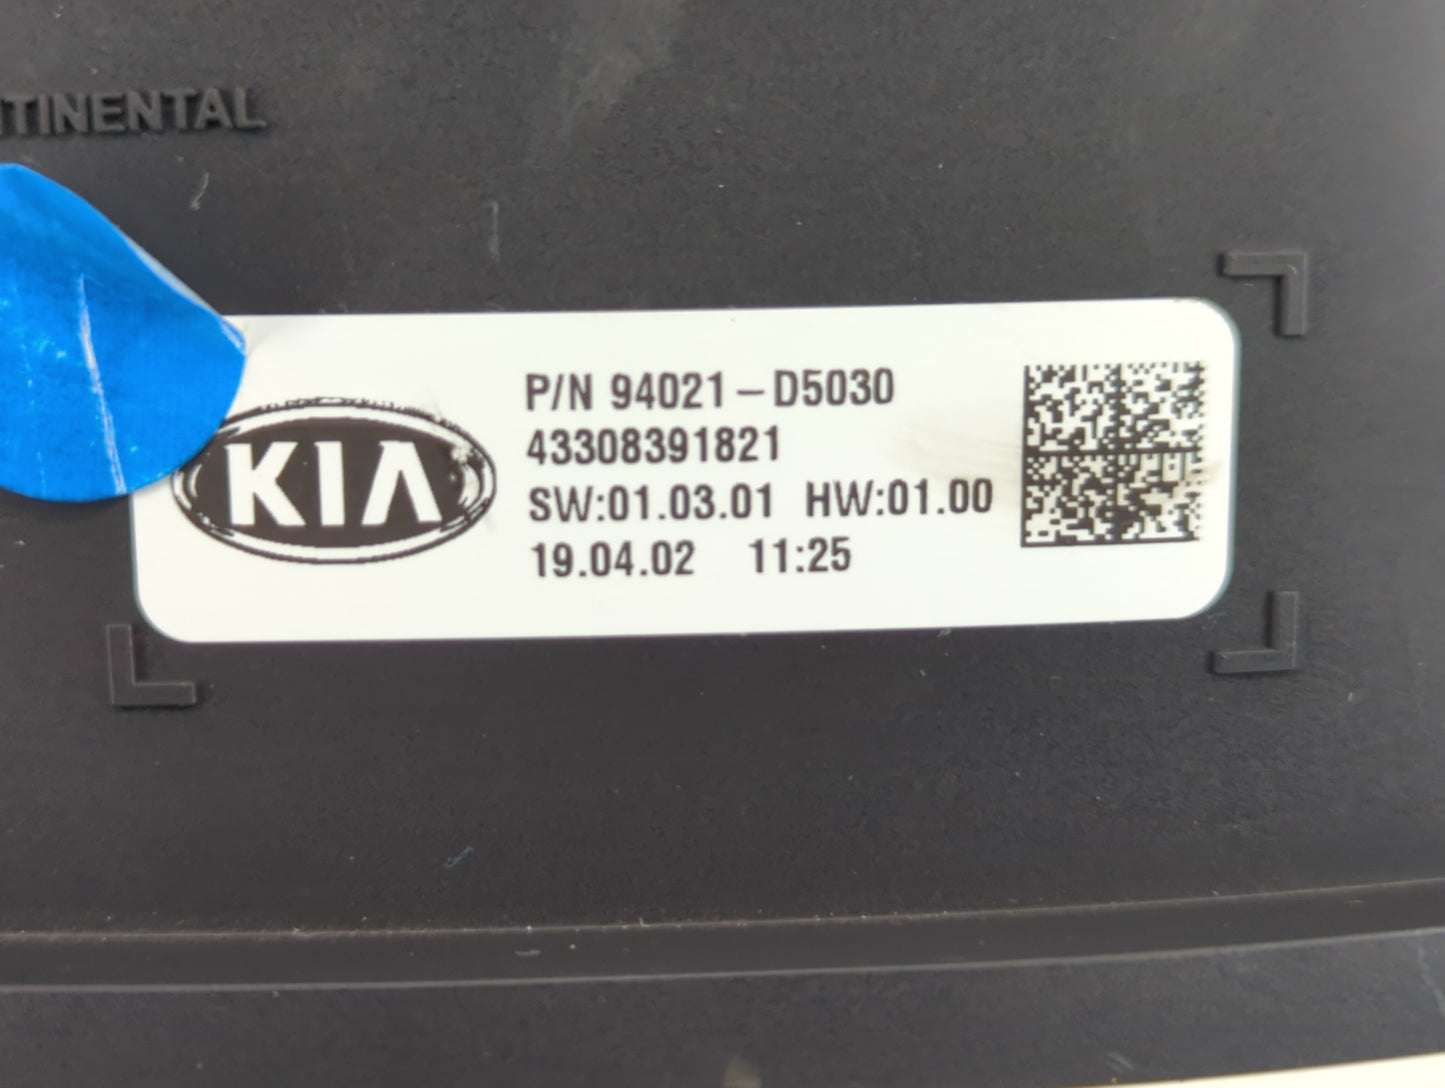 TINENTAL
KIA
P/N 94021-D5030
43308391821
SW:01.03.01 HW:01.00
19.04.02 11:25